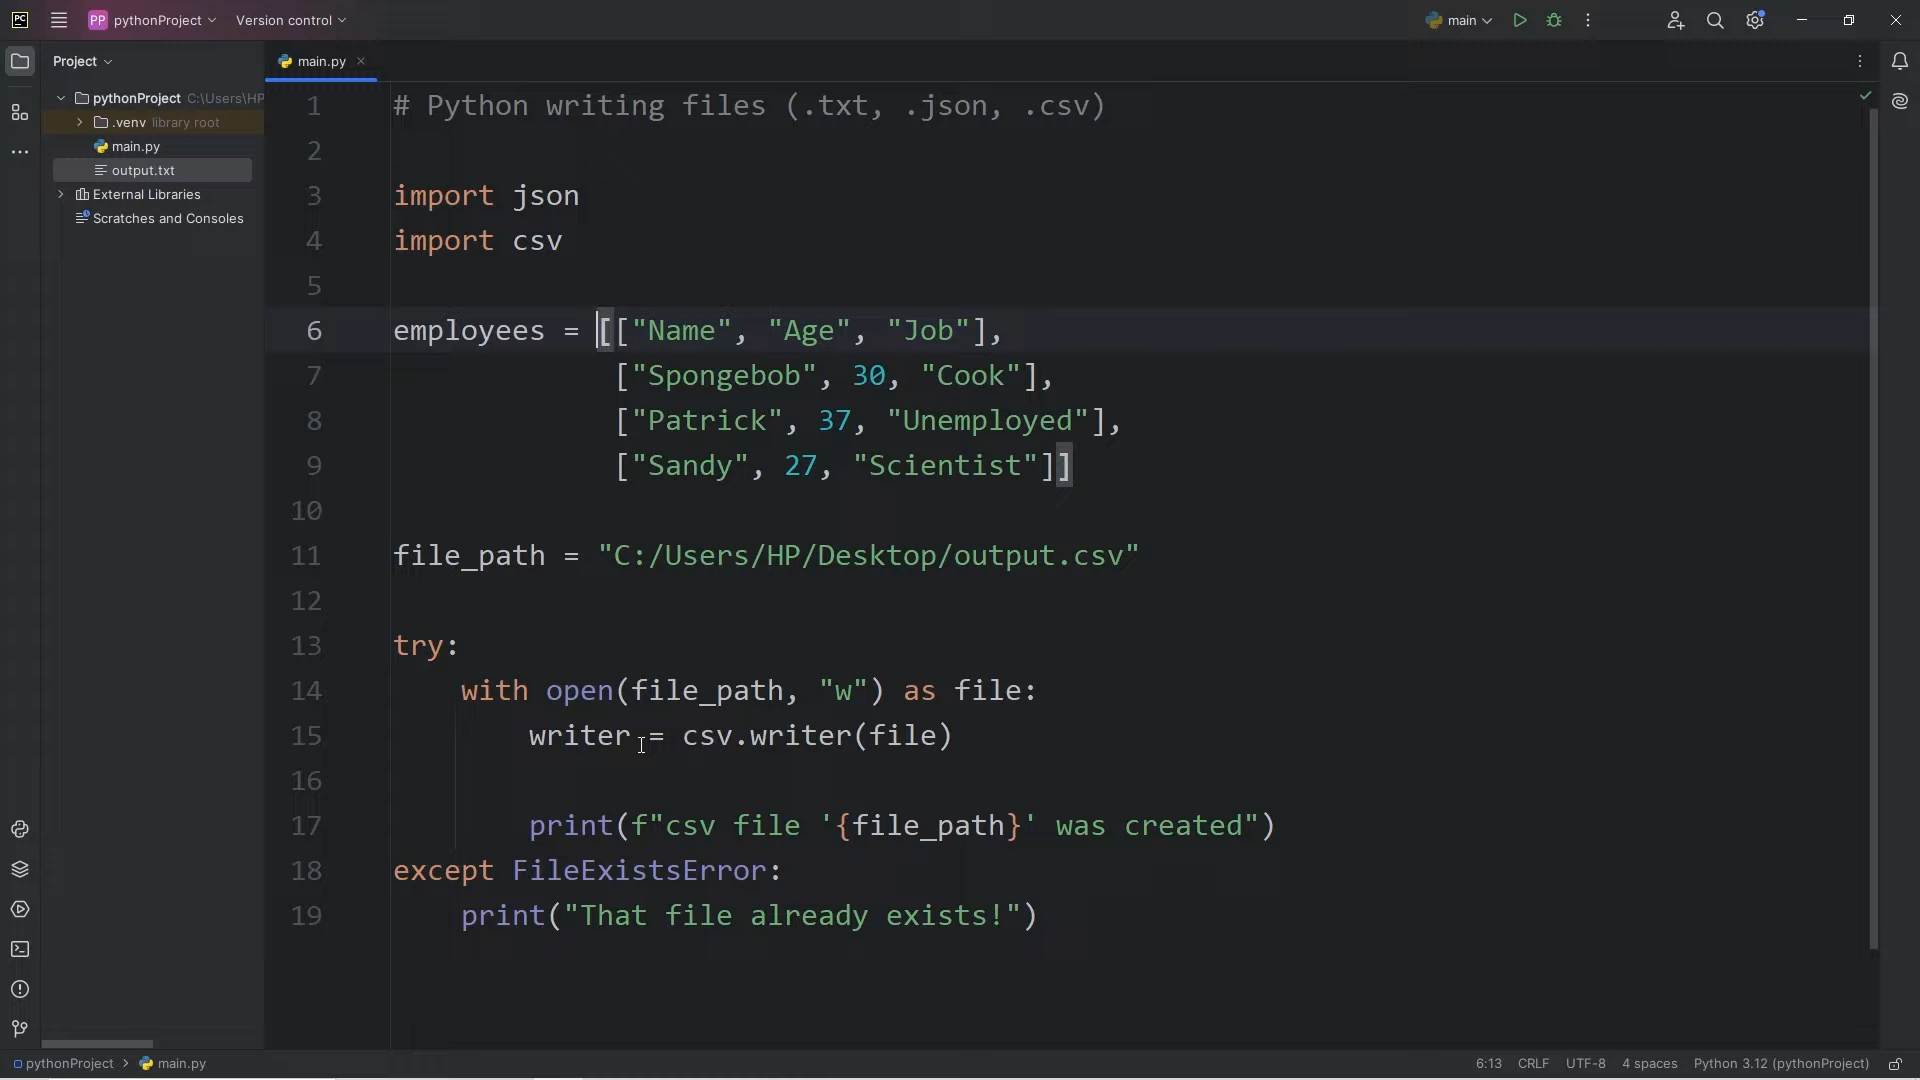 PC PP pythonProject Version control main
Project main.py
pythonProject C:\Users\HP
.venv library root
main.py
output.txt
External Libraries
Scratches and Consoles
1 # Python writing files (.txt, .json, .csv)
2
3 import json
4 import csv
5
6 employees = [["Name", "Age", "Job"],
7 ["Spongebob", 30, "Cook"],
8 ["Patrick", 37, "Unemployed"],
9 ["Sandy", 27, "Scientist"]]
10
11 file_path = "C:/Users/HP/Desktop/output.csv"
12
13 try:
14 with open(file_path, "w") as file:
15 writer = csv.writer(file)
16
17 print(f"csv file '{file_path}' was created")
18 except FileExistsError:
19 print("That file already exists!")
pythonProject > main.py 6:13 CRLF UTF-8 4 spaces Python 3.12 (pythonProject)